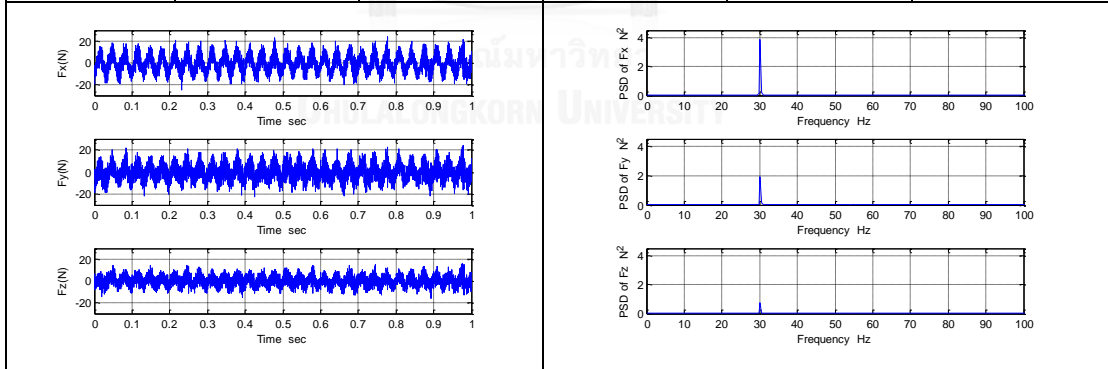 20
0
-20
Fx(N)
0 0.1 0.2 0.3 0.4 0.5 0.6 0.7 0.8 0.9 1
Time sec
20
0
-20
Fy(N)
0 0.1 0.2 0.3 0.4 0.5 0.6 0.7 0.8 0.9 1
Time sec
20
0
-20
Fz(N)
0 0.1 0.2 0.3 0.4 0.5 0.6 0.7 0.8 0.9 1
Time sec
4
2
0
PSD of Fx N²
0 10 20 30 40 50 60 70 80 90 100
Frequency Hz
4
2
0
PSD of Fy N²
0 10 20 30 40 50 60 70 80 90 100
Frequency Hz
4
2
0
PSD of Fz N²
0 10 20 30 40 50 60 70 80 90 100
Frequency Hz
CHULALONGKORN UNIVERSITY